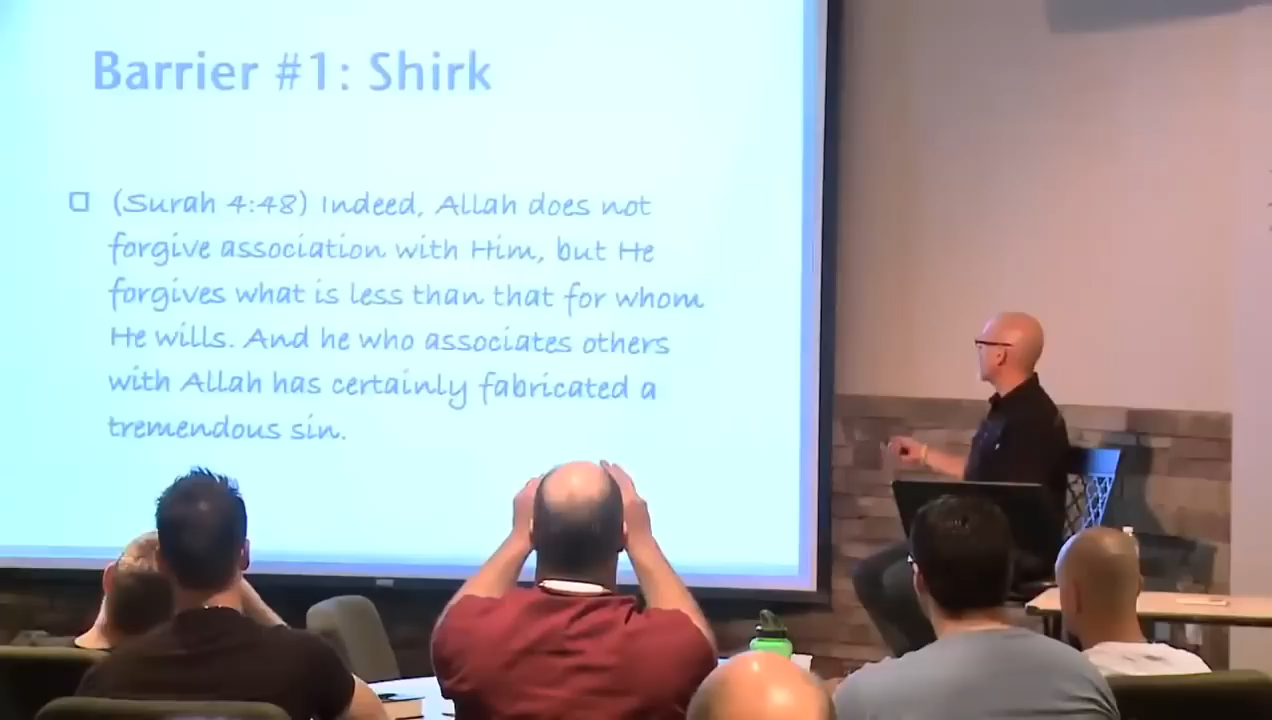 Barrier #1: Shirk
(Surah 4:48) Indeed, Allah does not
forgive association with Him, but He
forgives what is less than that for whom
He wills. And he who associates others
with Allah has certainly fabricated a
tremendous sin.